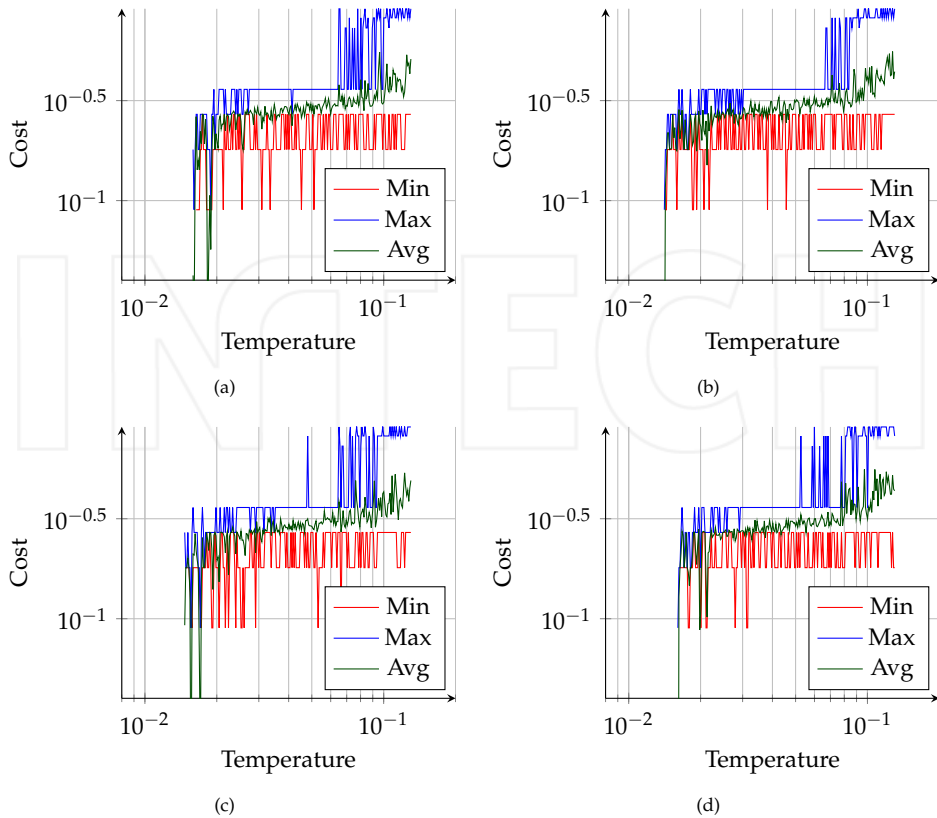 10^−0.5
10^−1
Cost
Min
Max
Avg
10^−2
10^−1
Temperature
(a)
10^−0.5
10^−1
Cost
Min
Max
Avg
10^−2
10^−1
Temperature
(b)
INTECH
10^−0.5
10^−1
Cost
Min
Max
Avg
10^−2
10^−1
Temperature
(c)
10^−0.5
10^−1
Cost
Min
Max
Avg
10^−2
10^−1
Temperature
(d)